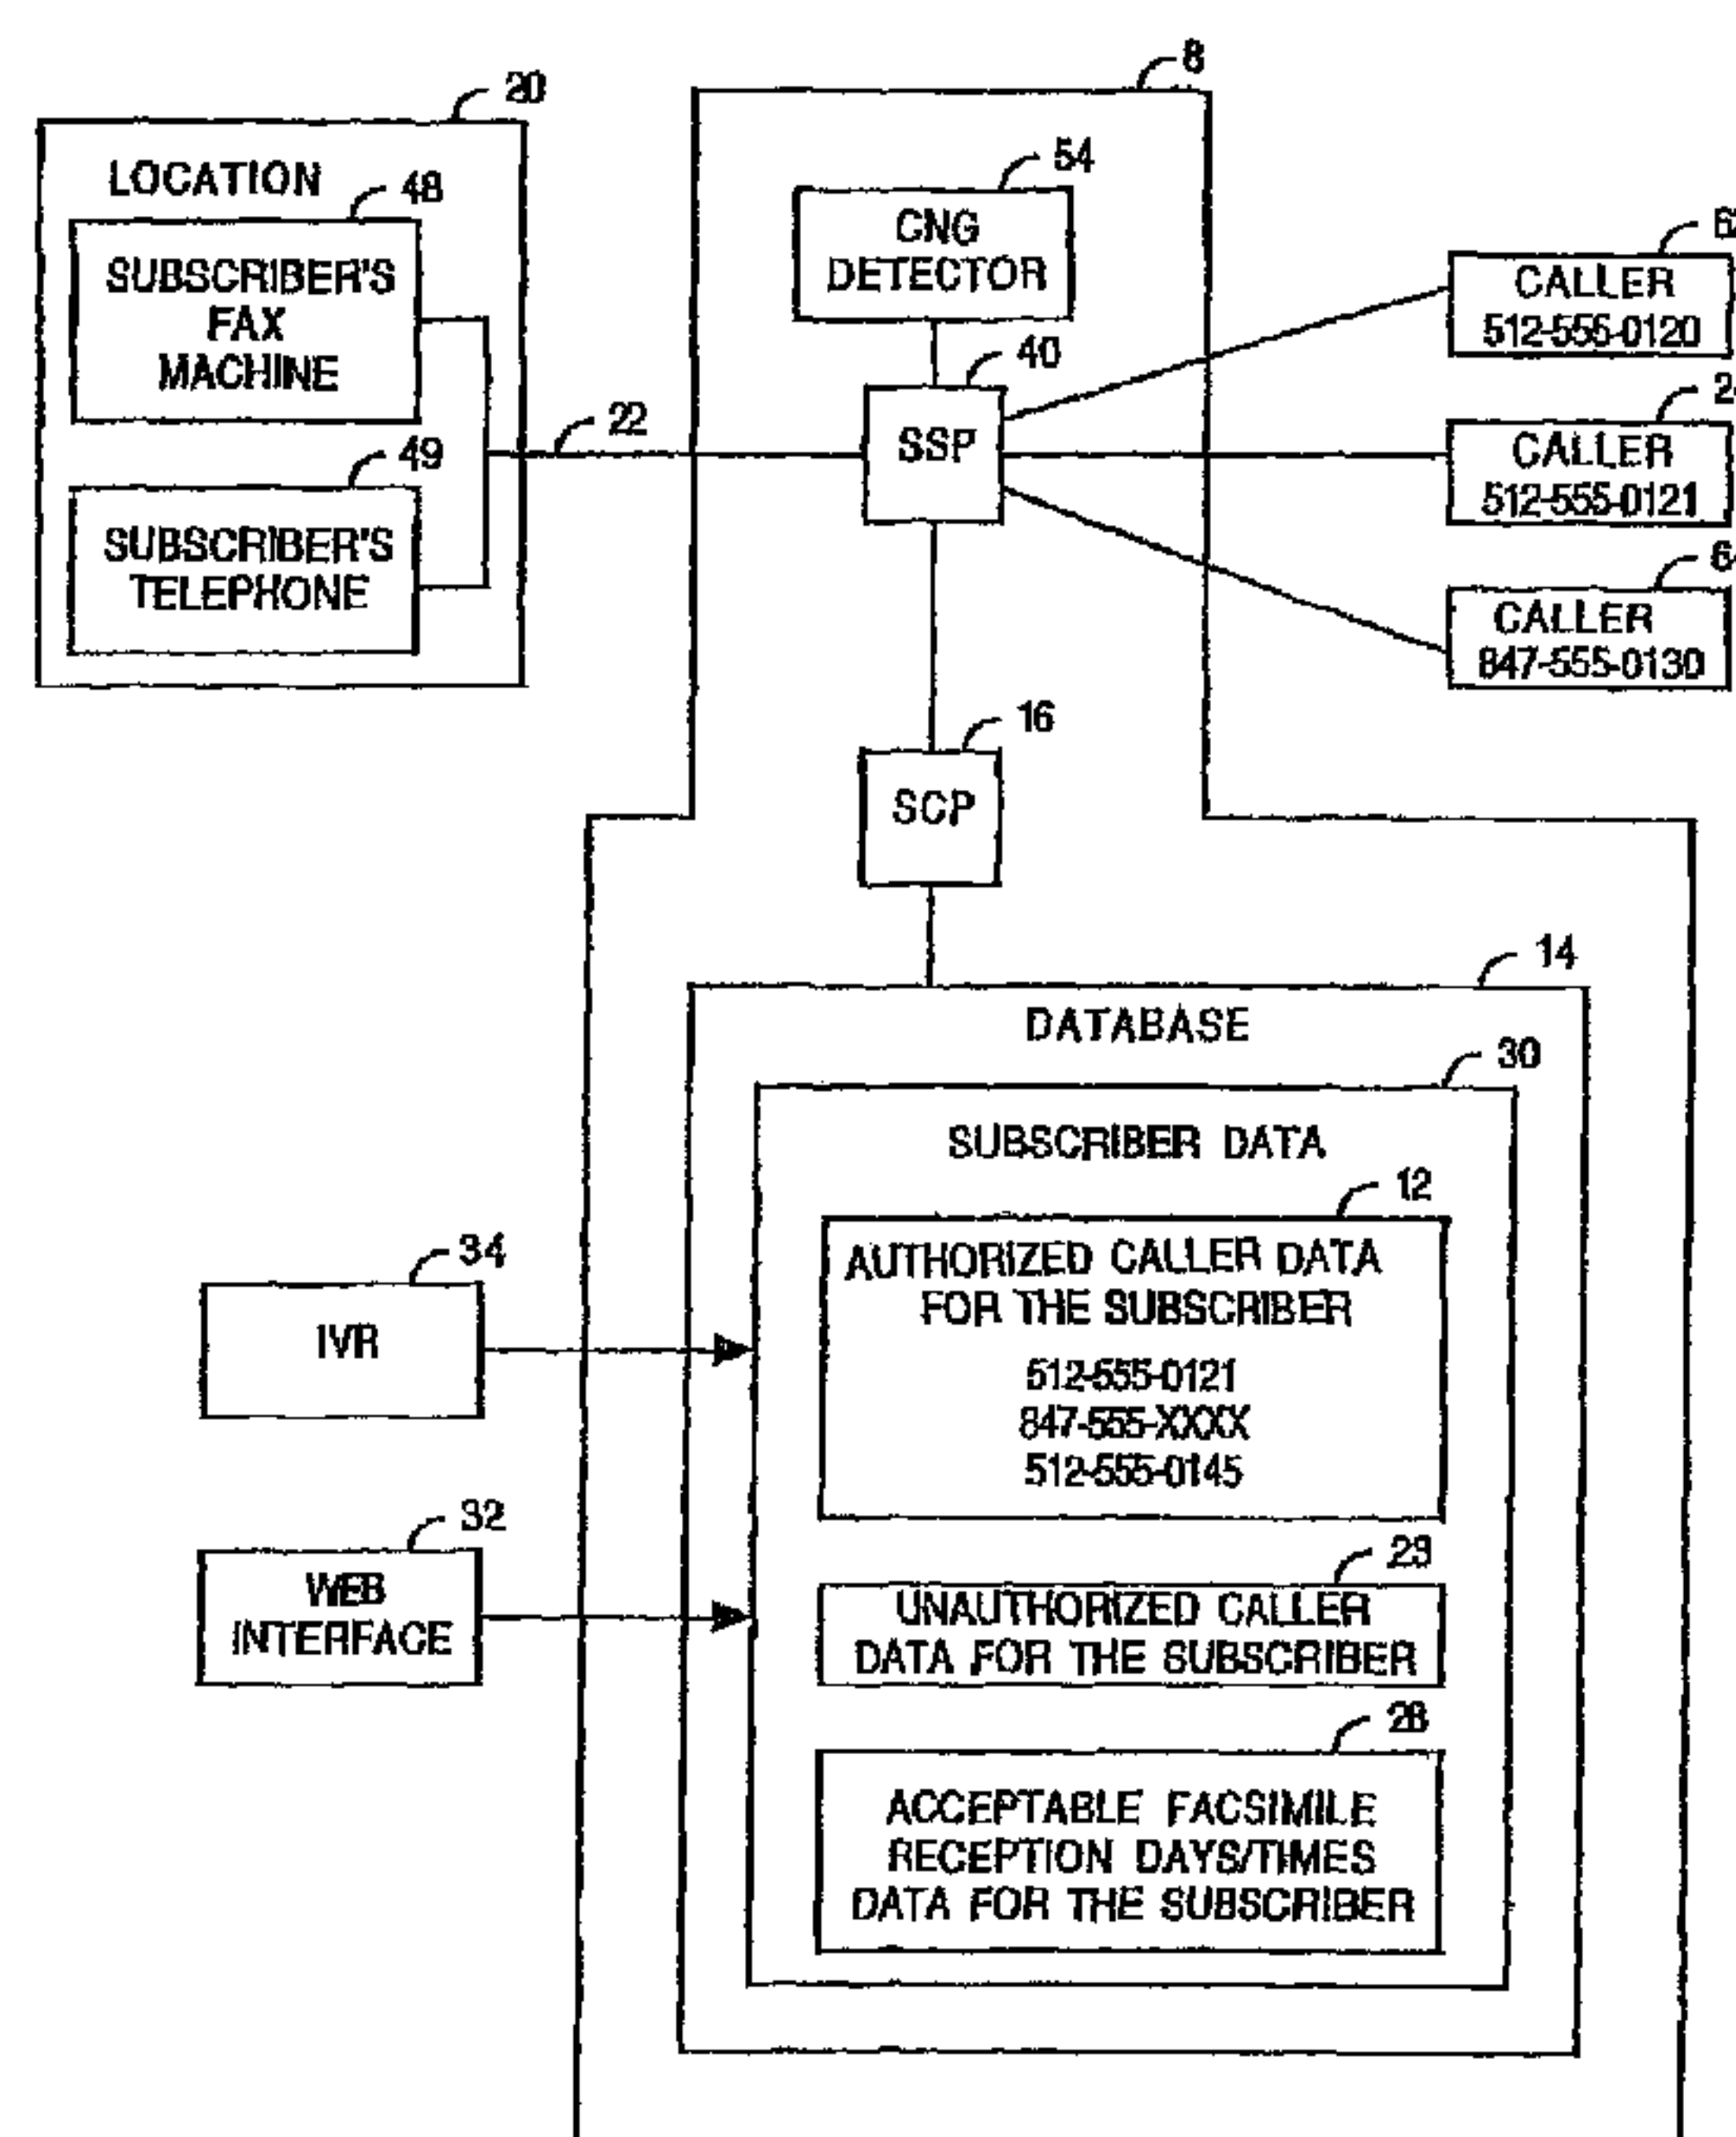 20
LOCATION
48
SUBSCRIBER'S
FAX
MACHINE
49
SUBSCRIBER'S
TELEPHONE
22
8
54
CNG
DETECTOR
40
SSP
CALLER
512-555-0120
CALLER
512-555-0121
CALLER
847-555-0130
16
SCP
14
DATABASE
30
SUBSCRIBER DATA
12
AUTHORIZED CALLER DATA
FOR THE SUBSCRIBER
512-555-0121
847-555-XXXX
512-555-0145
34
IVR
32
WEB
INTERFACE
UNAUTHORIZED CALLER
DATA FOR THE SUBSCRIBER
ACCEPTABLE FACSIMILE
RECEPTION DAYS/TIMES
DATA FOR THE SUBSCRIBER